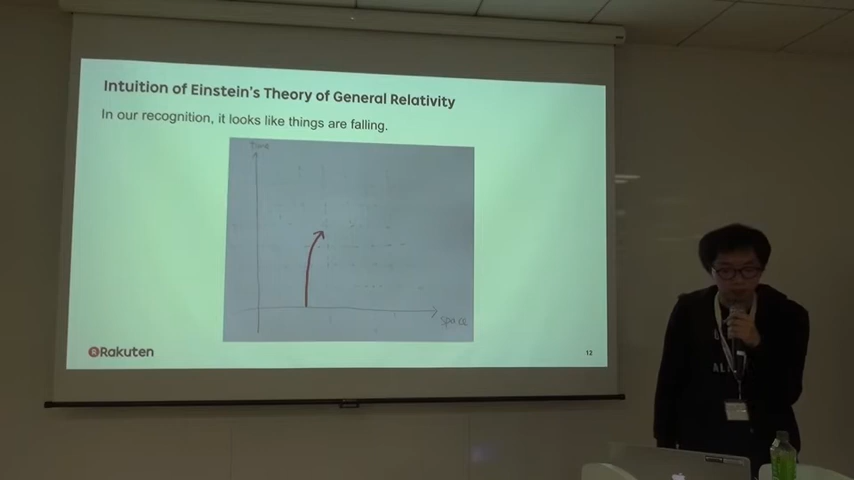 Intuition of Einstein's Theory of General Relativity
In our recognition, it looks like things are falling.
time
space
Rakuten
12